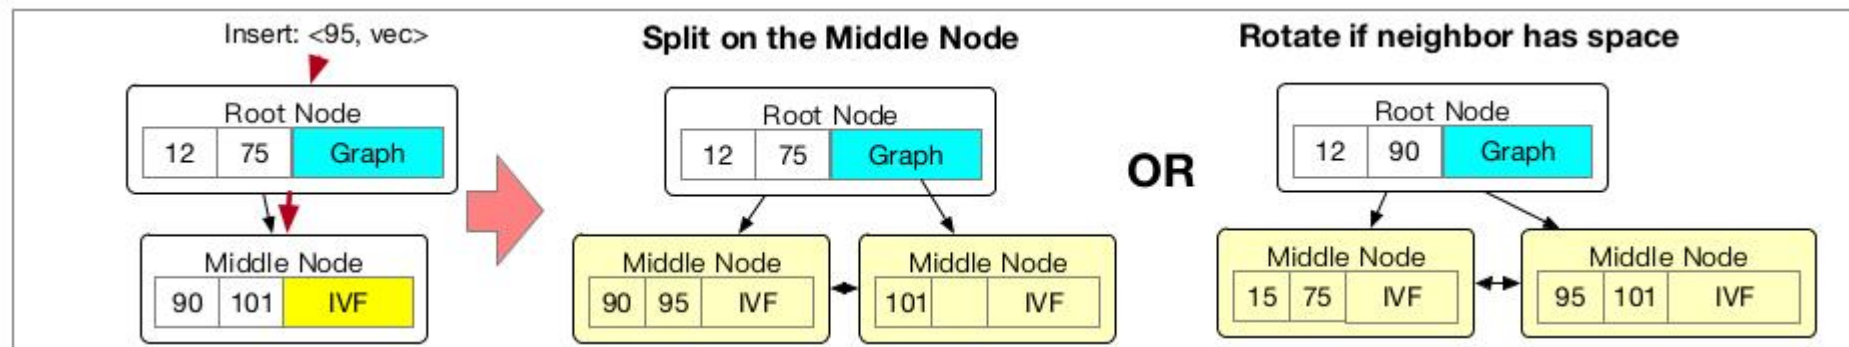 Insert: <95, vec>
Root Node
12 75 Graph
Middle Node
90 101 IVF
Split on the Middle Node
Root Node
12 75 Graph
Middle Node
90 95 IVF
Middle Node
101 IVF
OR
Rotate if neighbor has space
Root Node
12 90 Graph
Middle Node
15 75 IVF
Middle Node
95 101 IVF